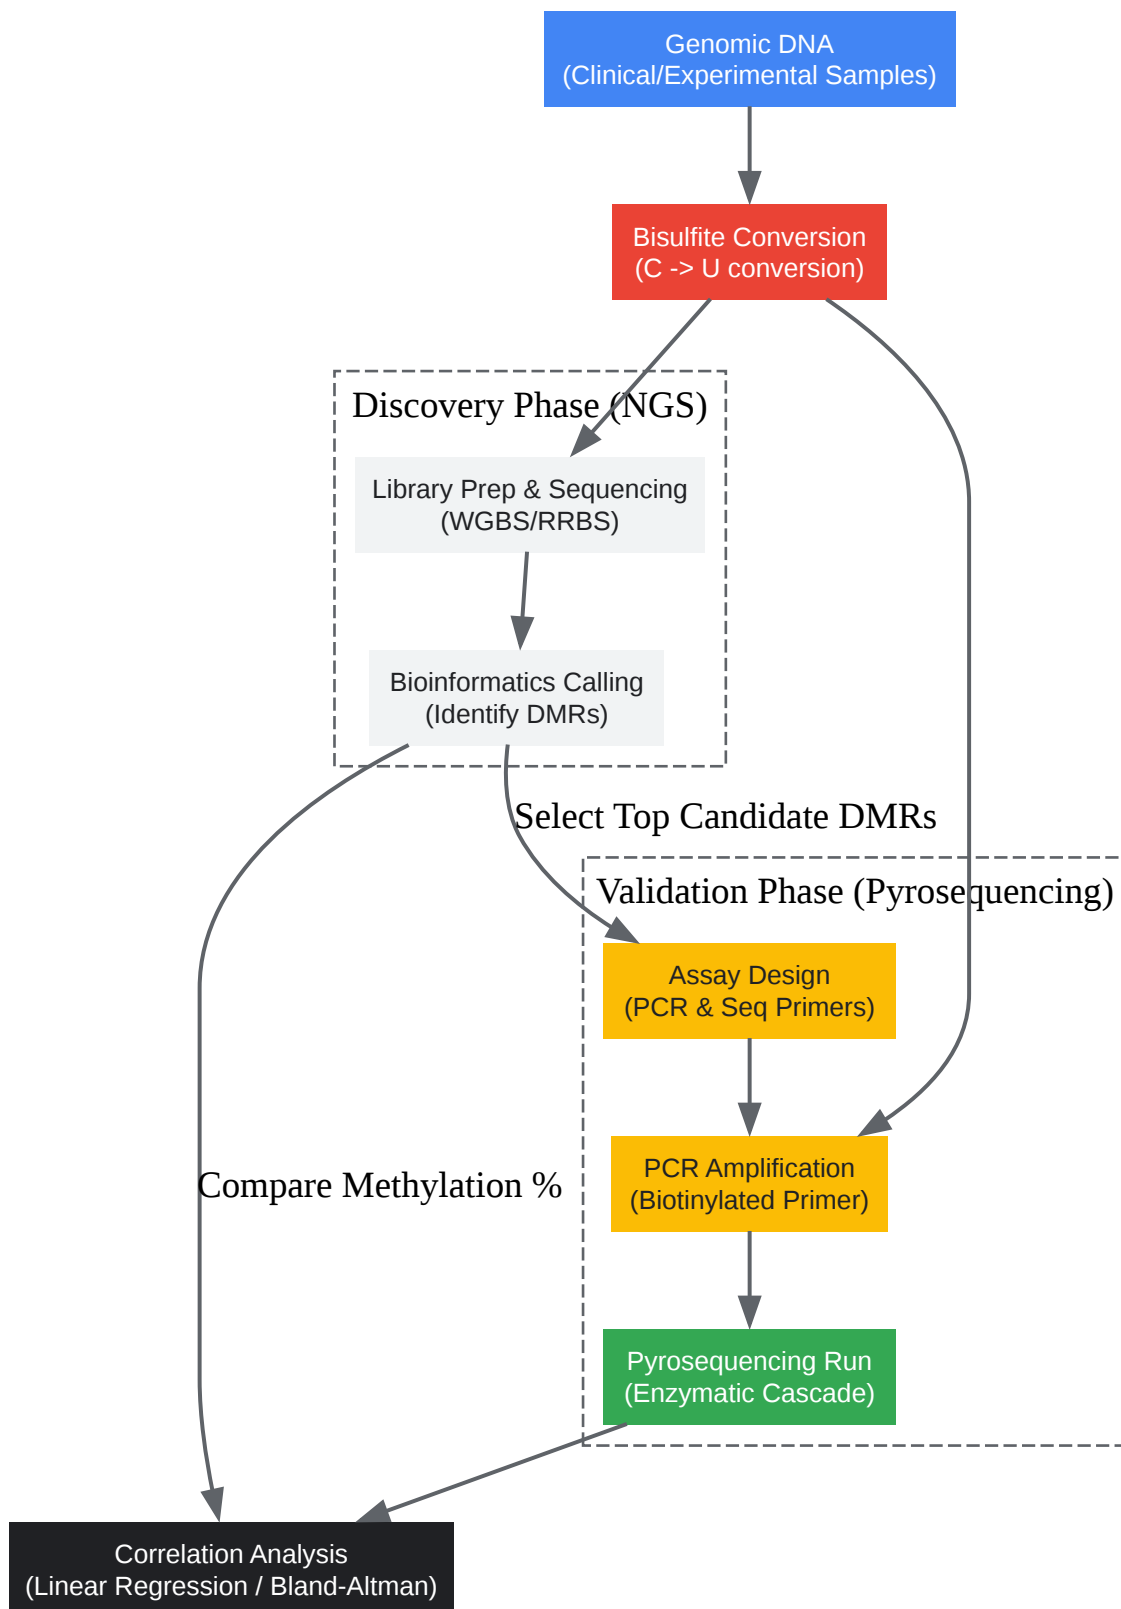 Genomic DNA
(Clinical/Experimental Samples)
Bisulfite Conversion
(C -> U conversion)
Discovery Phase (NGS)
Library Prep & Sequencing
(WGBS/RRBS)
Bioinformatics Calling
(Identify DMRs)
Select Top Candidate DMRs
Validation Phase (Pyrosequencing)
Assay Design
(PCR & Seq Primers)
PCR Amplification
(Biotinylated Primer)
Compare Methylation %
Pyrosequencing Run
(Enzymatic Cascade)
Correlation Analysis
(Linear Regression / Bland-Altman)